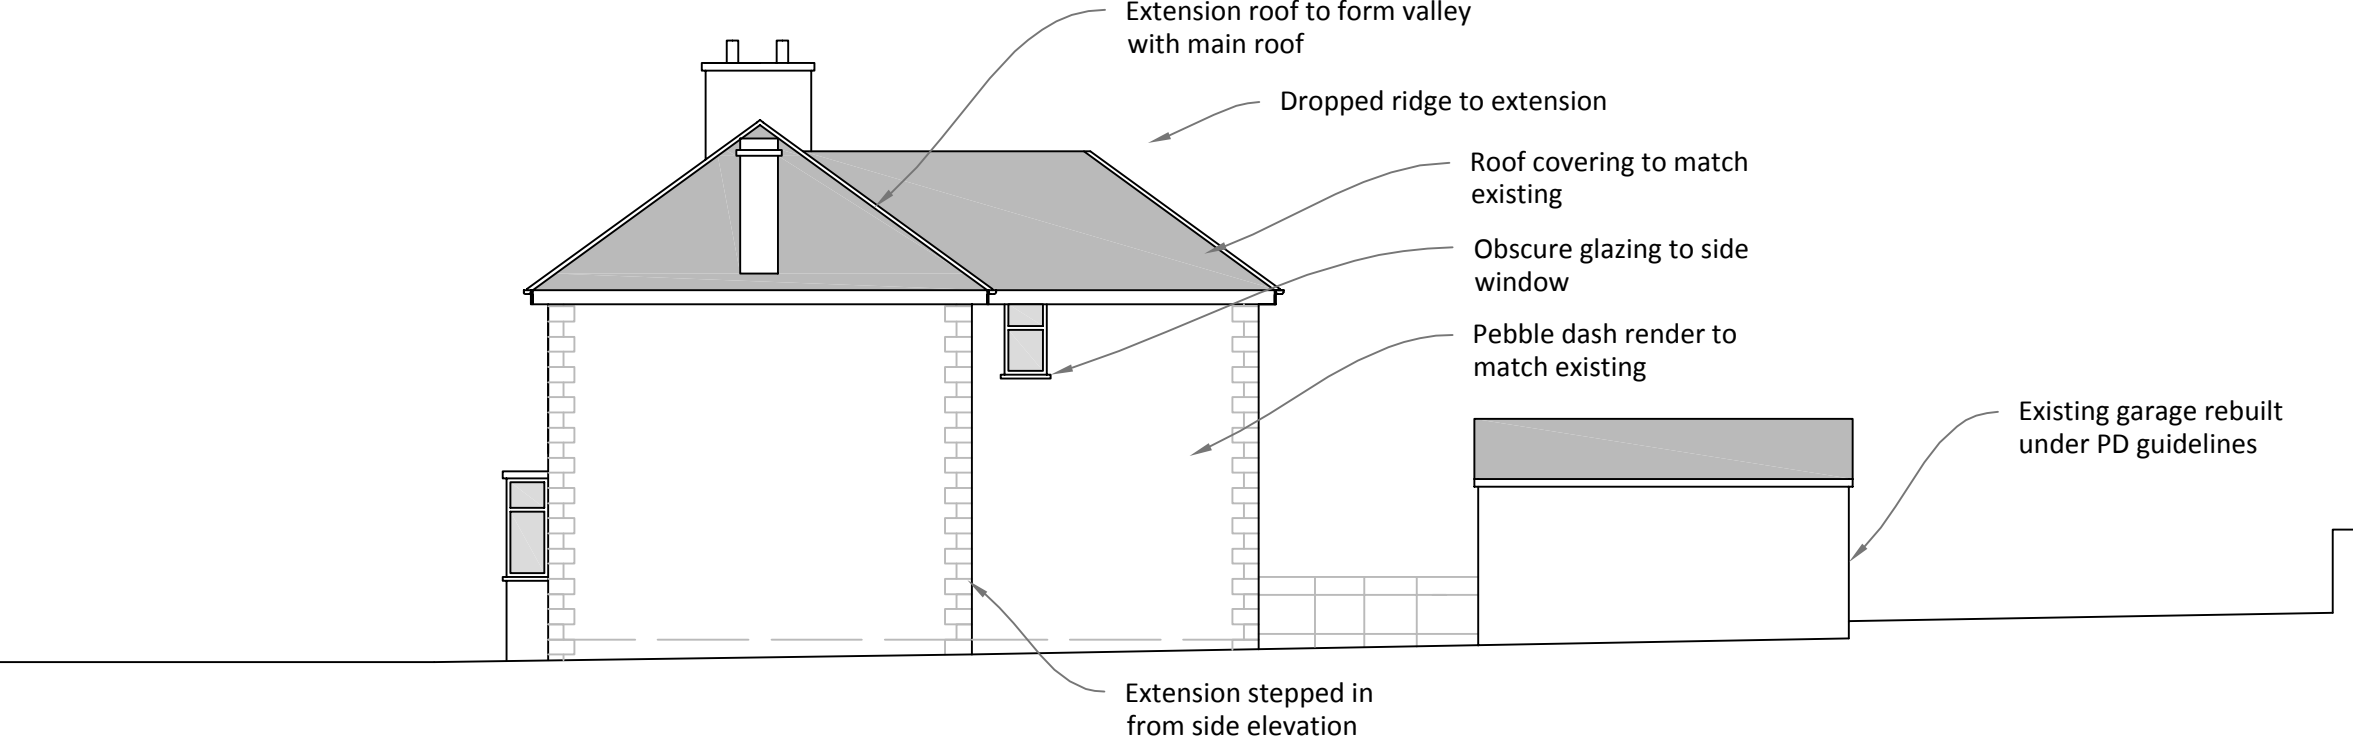 Extension roof to form valley
with main roof
Dropped ridge to extension
Roof covering to match
existing
Obscure glazing to side
window
Pebble dash render to
match existing
Existing garage rebuilt
under PD guidelines
Extension stepped in
from side elevation